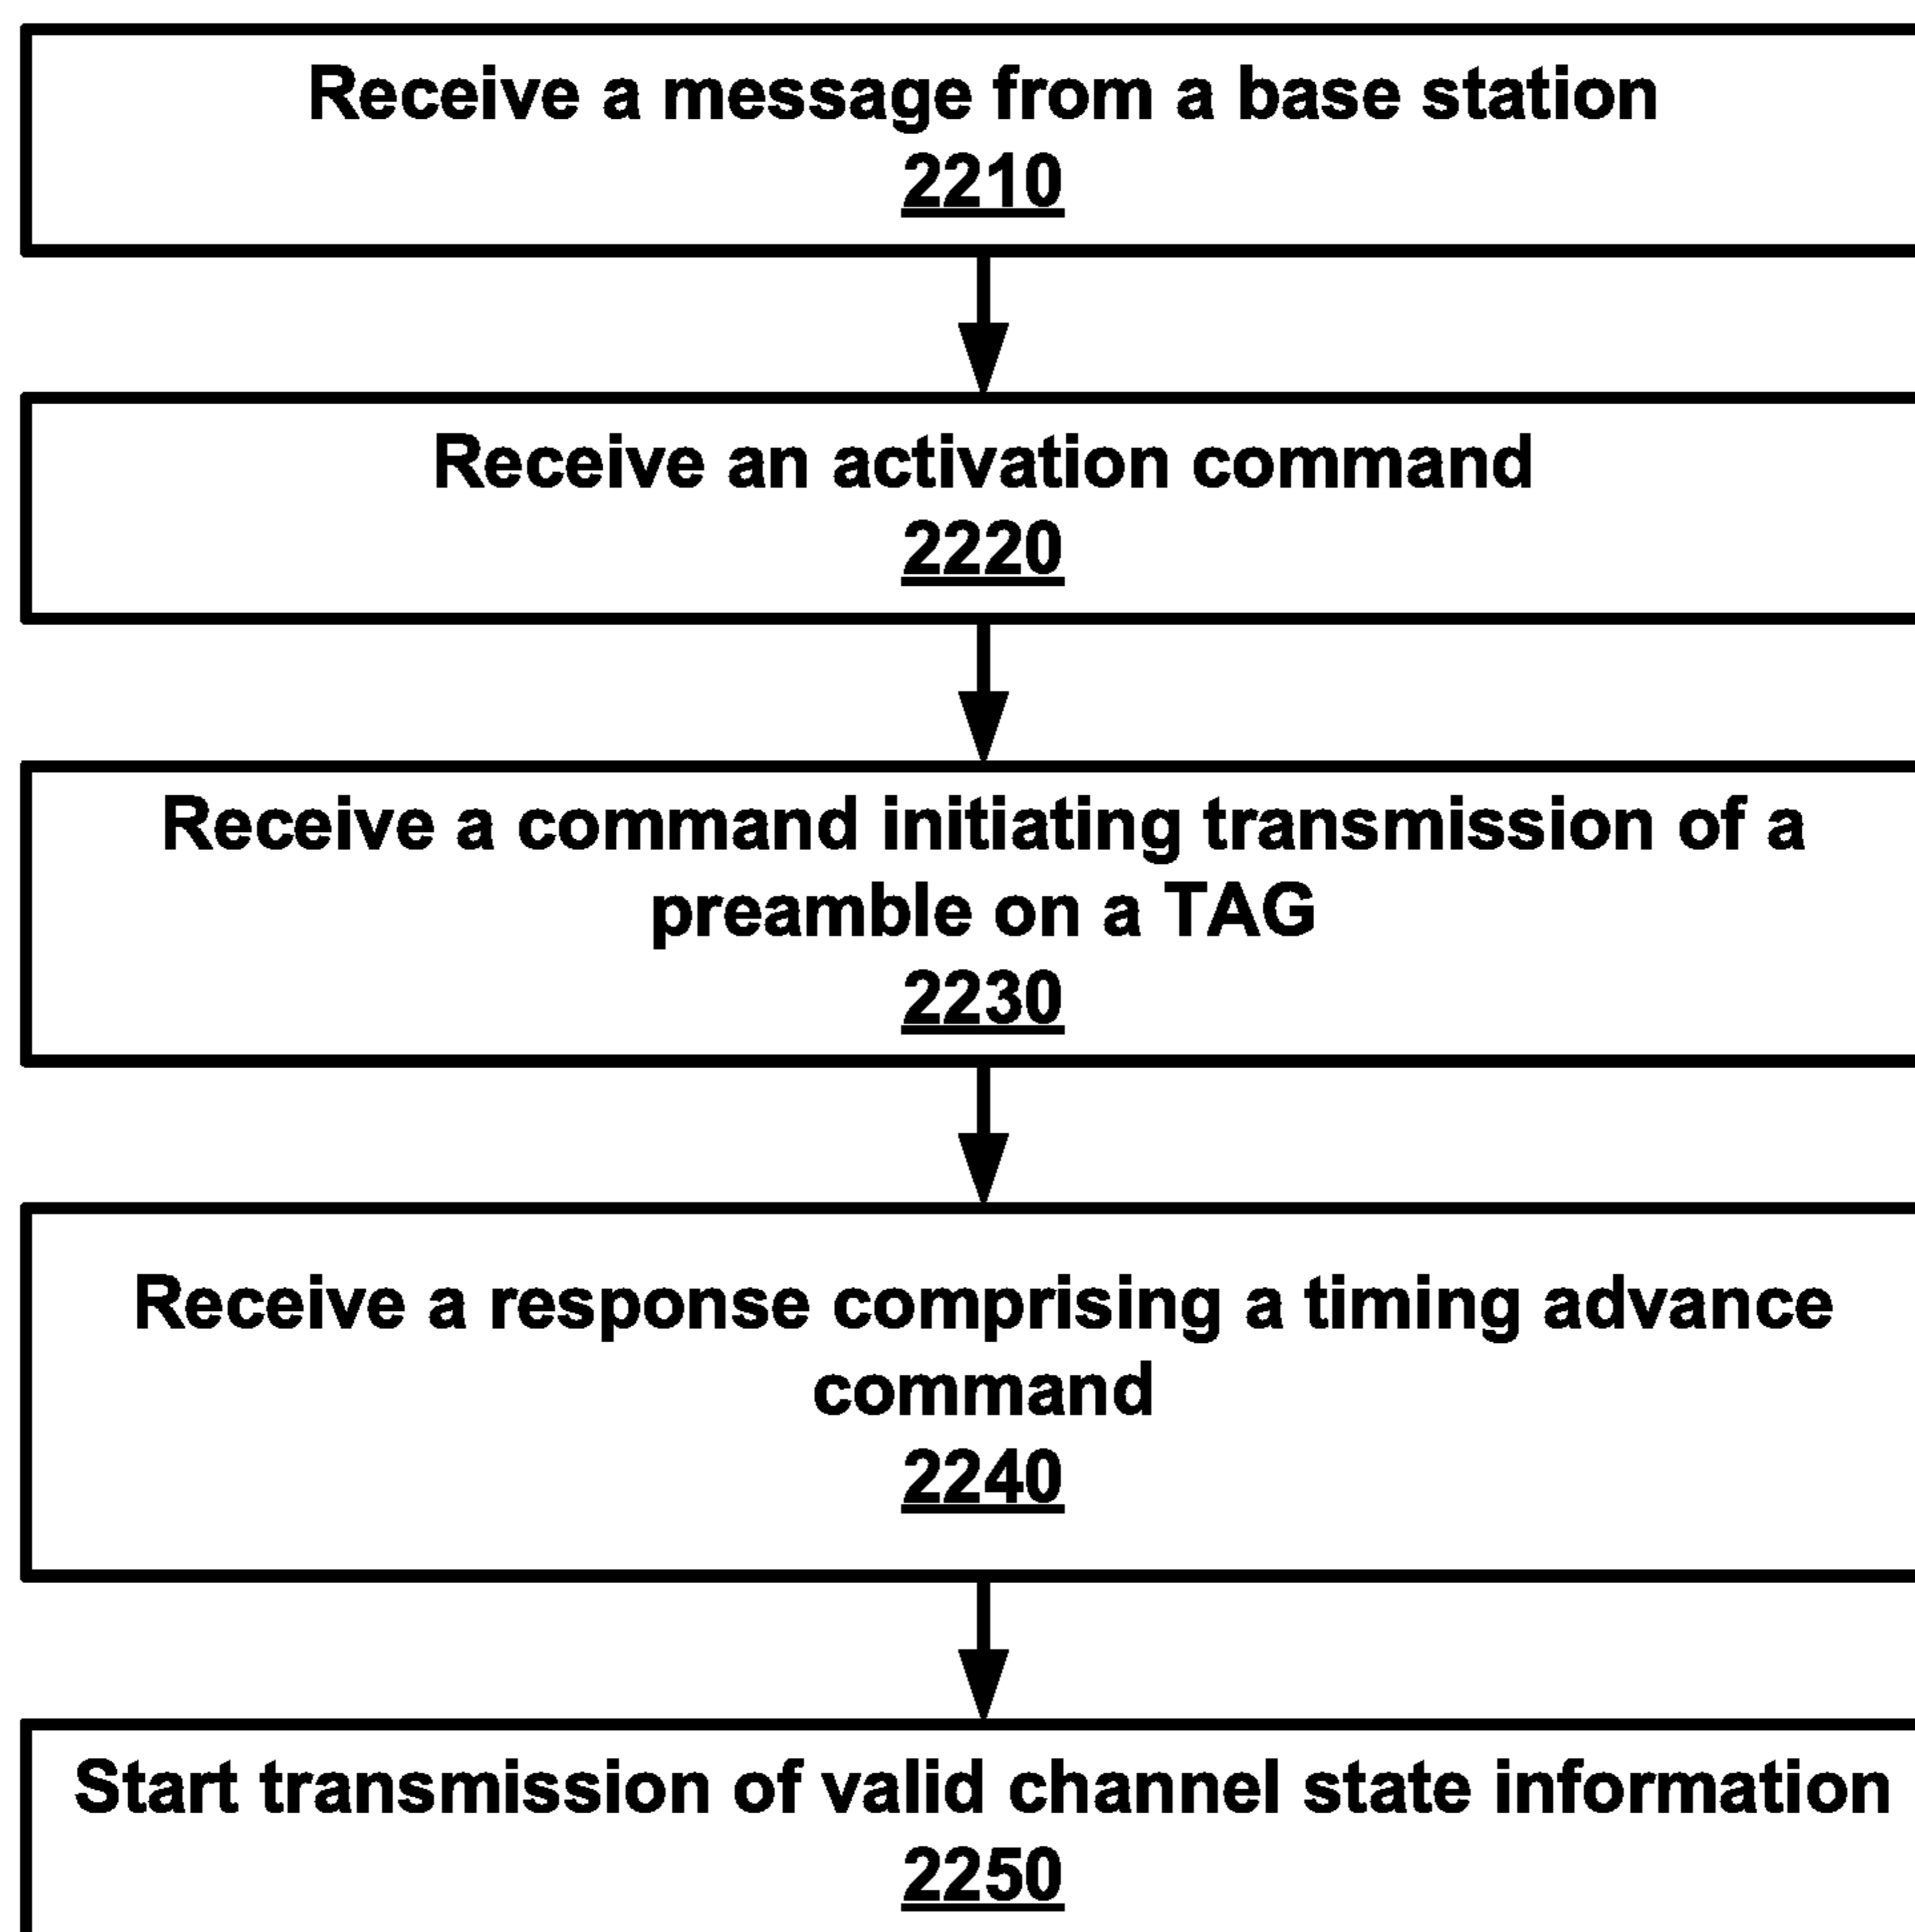 Receive a message from a base station
2210
Receive an activation command
2220
Receive a command initiating transmission of a
preamble on a TAG
2230
Receive a response comprising a timing advance
command
2240
Start transmission of valid channel state information
2250